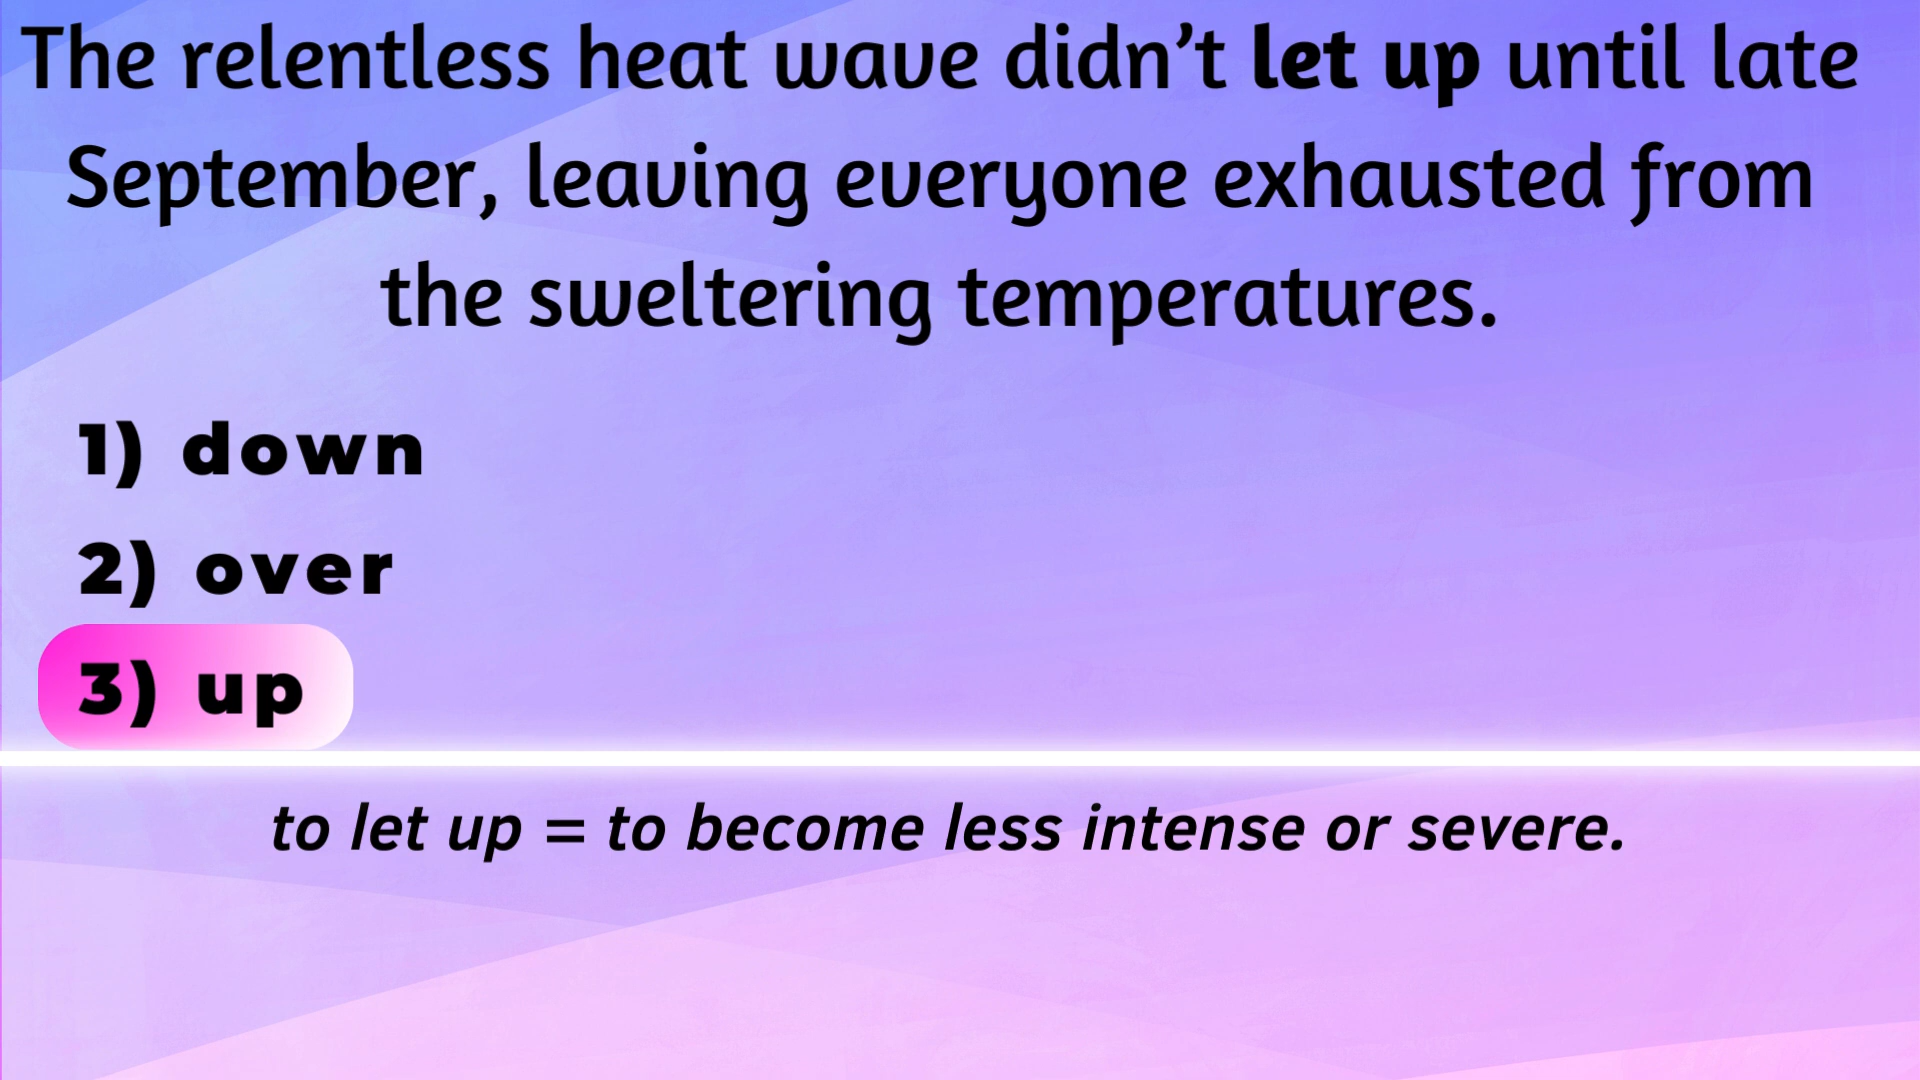 The relentless heat wave didn’t let up until late
September, leaving everyone exhausted from
the sweltering temperatures.
1) down
2) over
3) up
to let up = to become less intense or severe.